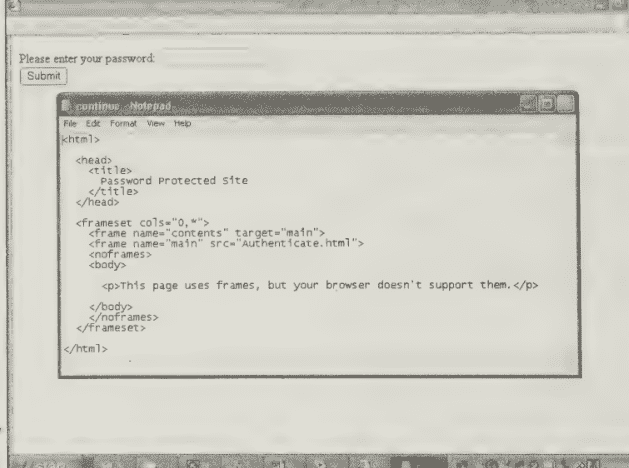 Please enter your password:
Submit
continue - Notepad
File Edit Format View Help
<html>
<head>
<title>
Password Protected Site
</title>
</head>
<frameset cols="0,*">
<frame name="contents" target="main">
<frame name="main" src="Authenticate.html">
<noframes>
<body>
<p>This page uses frames, but your browser doesn't support them.</p>
</body>
</noframes>
</frameset>
</html>